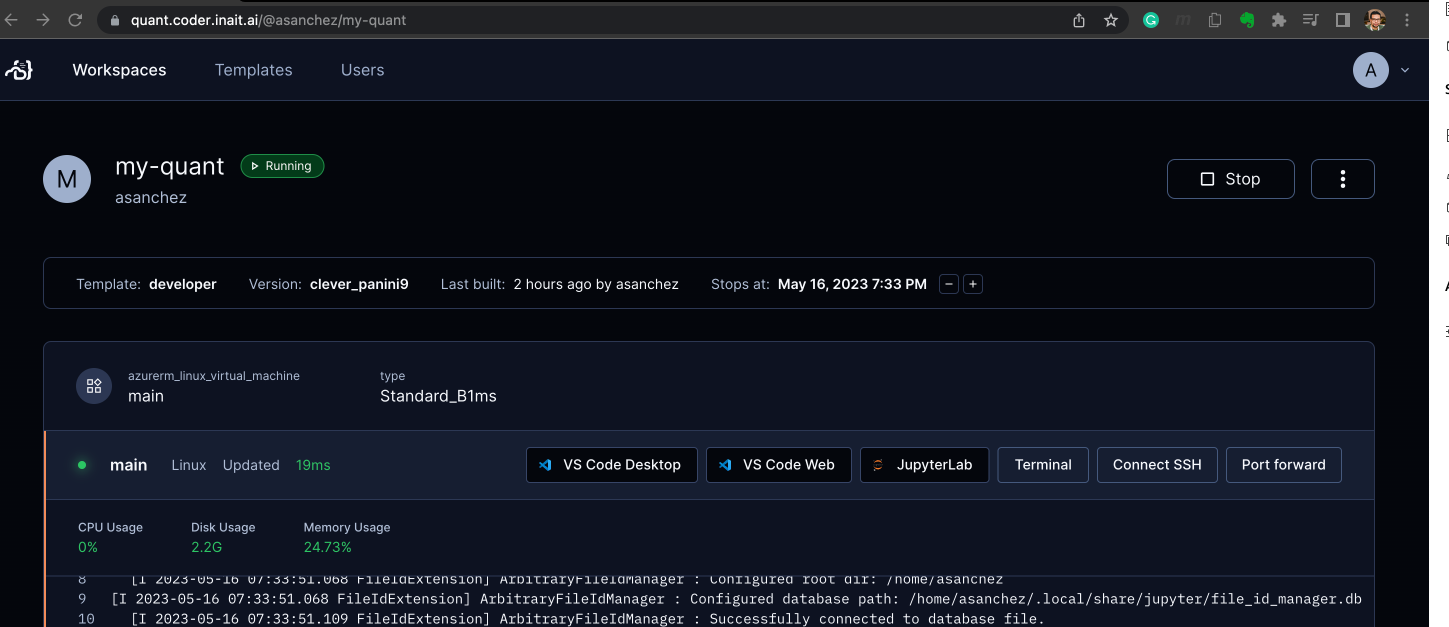 quant.coder.inait.ai/@asanchez/my-quant
Workspaces Templates Users
A
M
my-quant Running
asanchez
Stop
Template: developer Version: clever_panini9 Last built: 2 hours ago by asanchez Stops at: May 16, 2023 7:33 PM − +
azurerm_linux_virtual_machine type
main Standard_B1ms
main Linux Updated 19ms VS Code Desktop VS Code Web JupyterLab Terminal Connect SSH Port forward
CPU Usage Disk Usage Memory Usage
0% 2.2G 24.73%
8 [I 2023-05-16 07:33:51.068 FileIdExtension] ArbitraryFileIdManager : Configured root dir: /home/asanchez
9 [I 2023-05-16 07:33:51.068 FileIdExtension] ArbitraryFileIdManager : Configured database path: /home/asanchez/.local/share/jupyter/file_id_manager.db
10 [I 2023-05-16 07:33:51.109 FileIdExtension] ArbitraryFileIdManager : Successfully connected to database file.